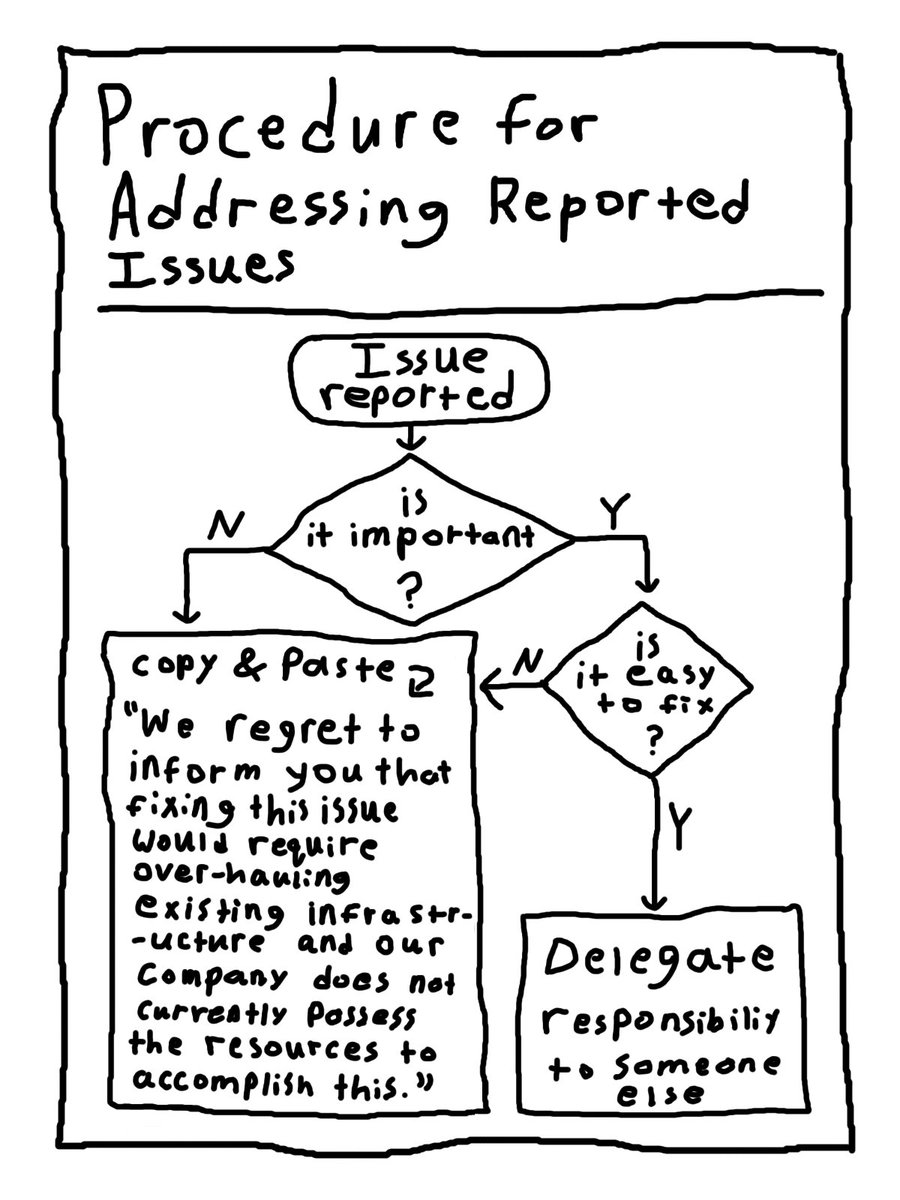 Procedure for
Addressing Reported
Issues
Issue
reported
is
it important
?
N
Y
is
it easy
to fix
?
N
Y
copy & Paste
"We regret to
inform you that
fixing this issue
would require
over-hauling
existing infrastr-
-ucture and our
company does not
currently possess
the resources to
accomplish this."
Delegate
responsibiliy
to someone
else